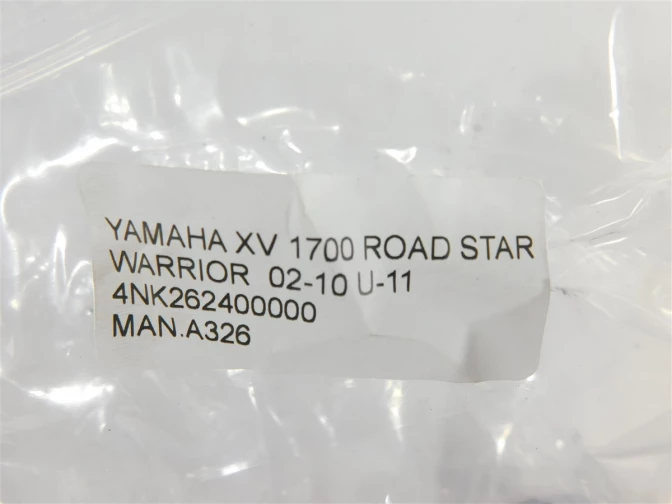 YAMAHA XV 1700 ROAD STAR
WARRIOR 02-10 U-11
4NK262400000
MAN.A326